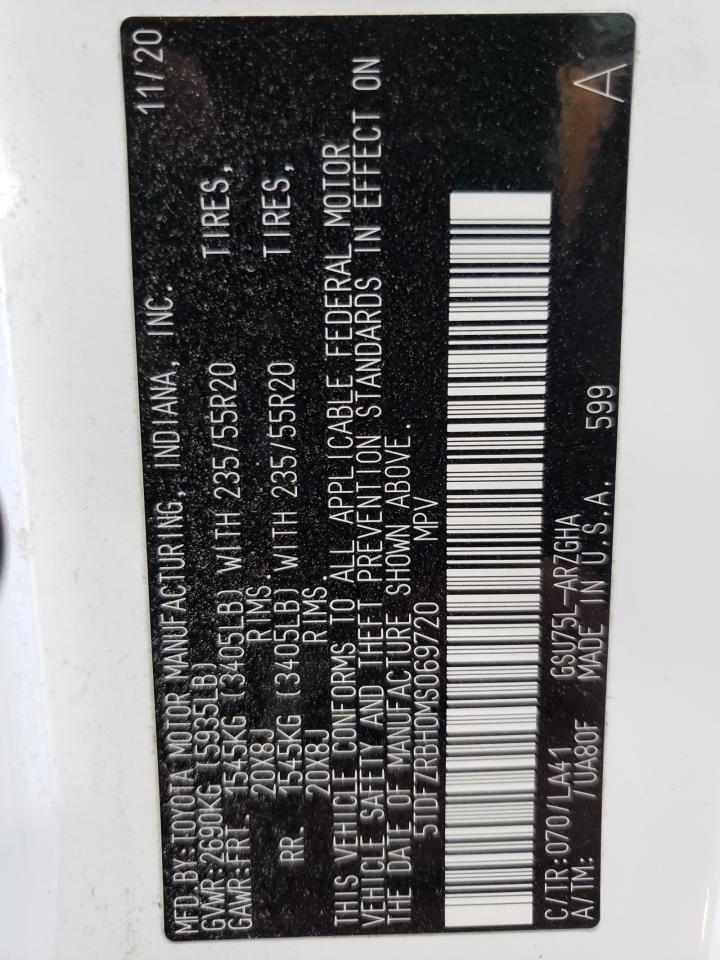 MFD.BY:TOYOTA MOTOR MANUFACTURING, INDIANA, INC. 11/20
GVWR:2690KG (5935LB)
GAWR:FRT. 1545KG (3405LB) WITH 235/55R20 TIRES,
20X8J RIMS.
RR. 1545KG (3405LB) WITH 235/55R20 TIRES,
20X8J RIMS
THIS VEHICLE CONFORMS TO ALL APPLICABLE FEDERAL MOTOR
VEHICLE SAFETY AND THEFT PREVENTION STANDARDS IN EFFECT ON
THE DATE OF MANUFACTURE SHOWN ABOVE.
5TDFZRBH0MS069720 MPV
C/TR:070/LA41 GSU75L-ARZGHA
A/TM: /UA80F MADE IN U.S.A. 599 A